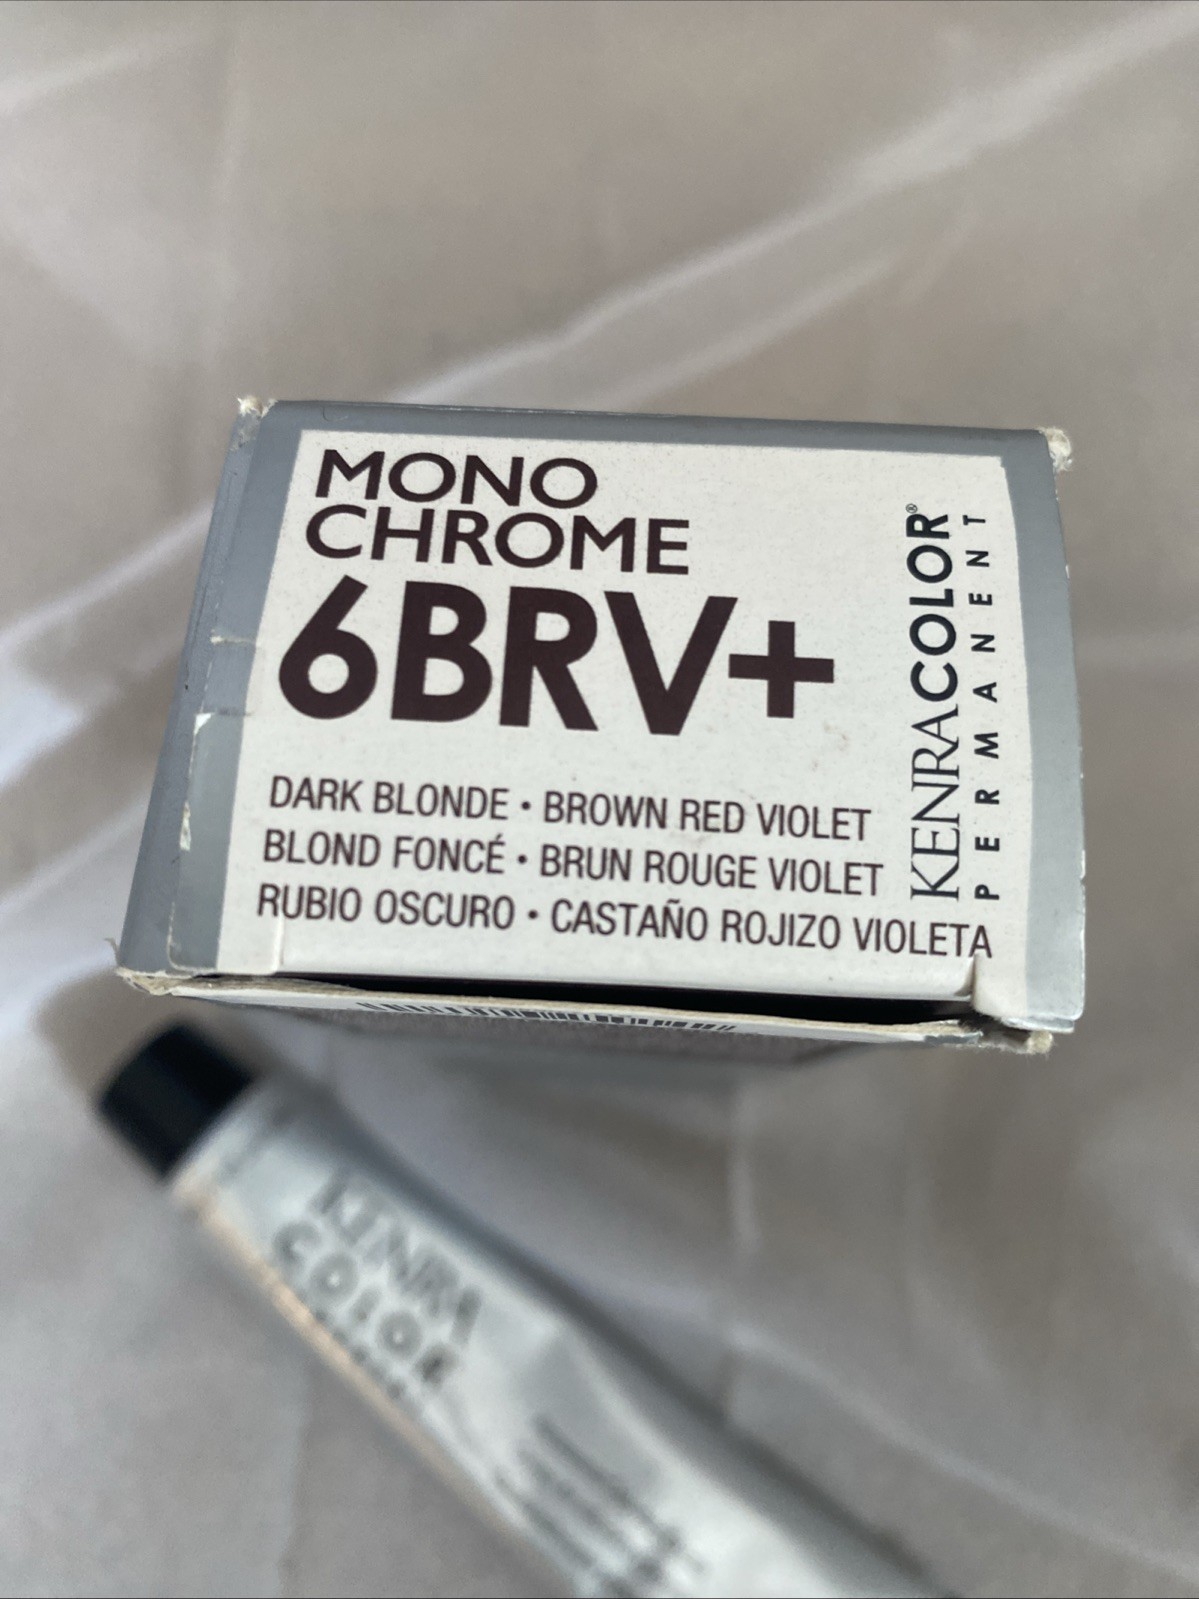 MONO
CHROME
6BRV+
DARK BLONDE • BROWN RED VIOLET
BLOND FONCÉ • BRUN ROUGE VIOLET
RUBIO OSCURO • CASTAÑO ROJIZO VIOLETA
KENRACOLOR®
PERMANENT
KENRA
COLOR